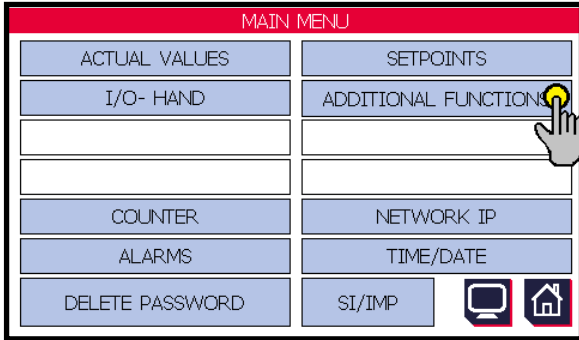 MAIN MENU
ACTUAL VALUES
SETPOINTS
I/O- HAND
ADDITIONAL FUNCTIONS
COUNTER
NETWORK IP
ALARMS
TIME/DATE
DELETE PASSWORD
SI/IMP